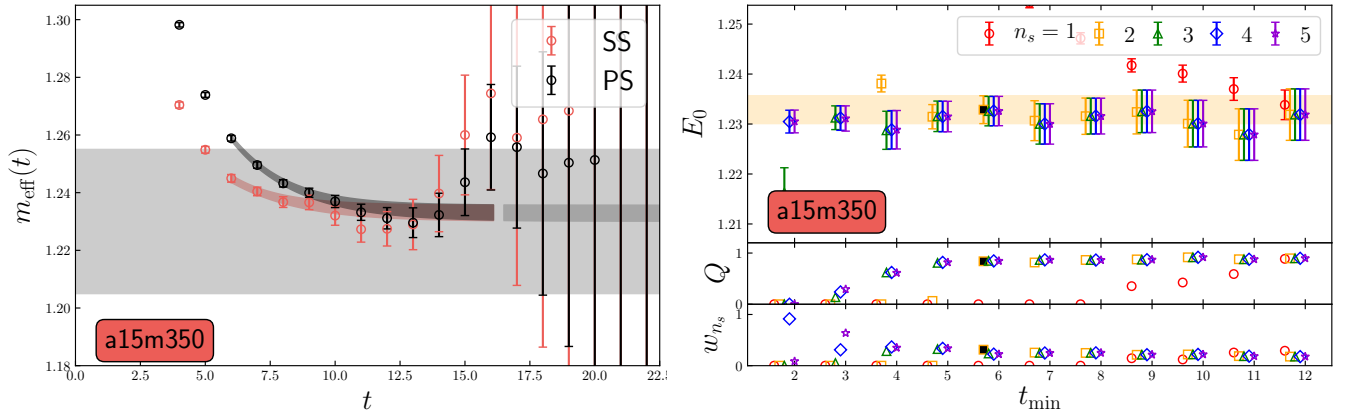 1.30
1.28
1.26
1.24
1.22
1.20
1.18
m_eff(t)
SS
PS
a15m350
0.0 2.5 5.0 7.5 10.0 12.5 15.0 17.5 20.0 22.5
t
1.25
1.24
1.23
1.22
1.21
E_0
n_s = 1 2 3 4 5
a15m350
1
0
Q
1
0
w_{n_s}
2 3 4 5 6 7 8 9 10 11 12
t_min